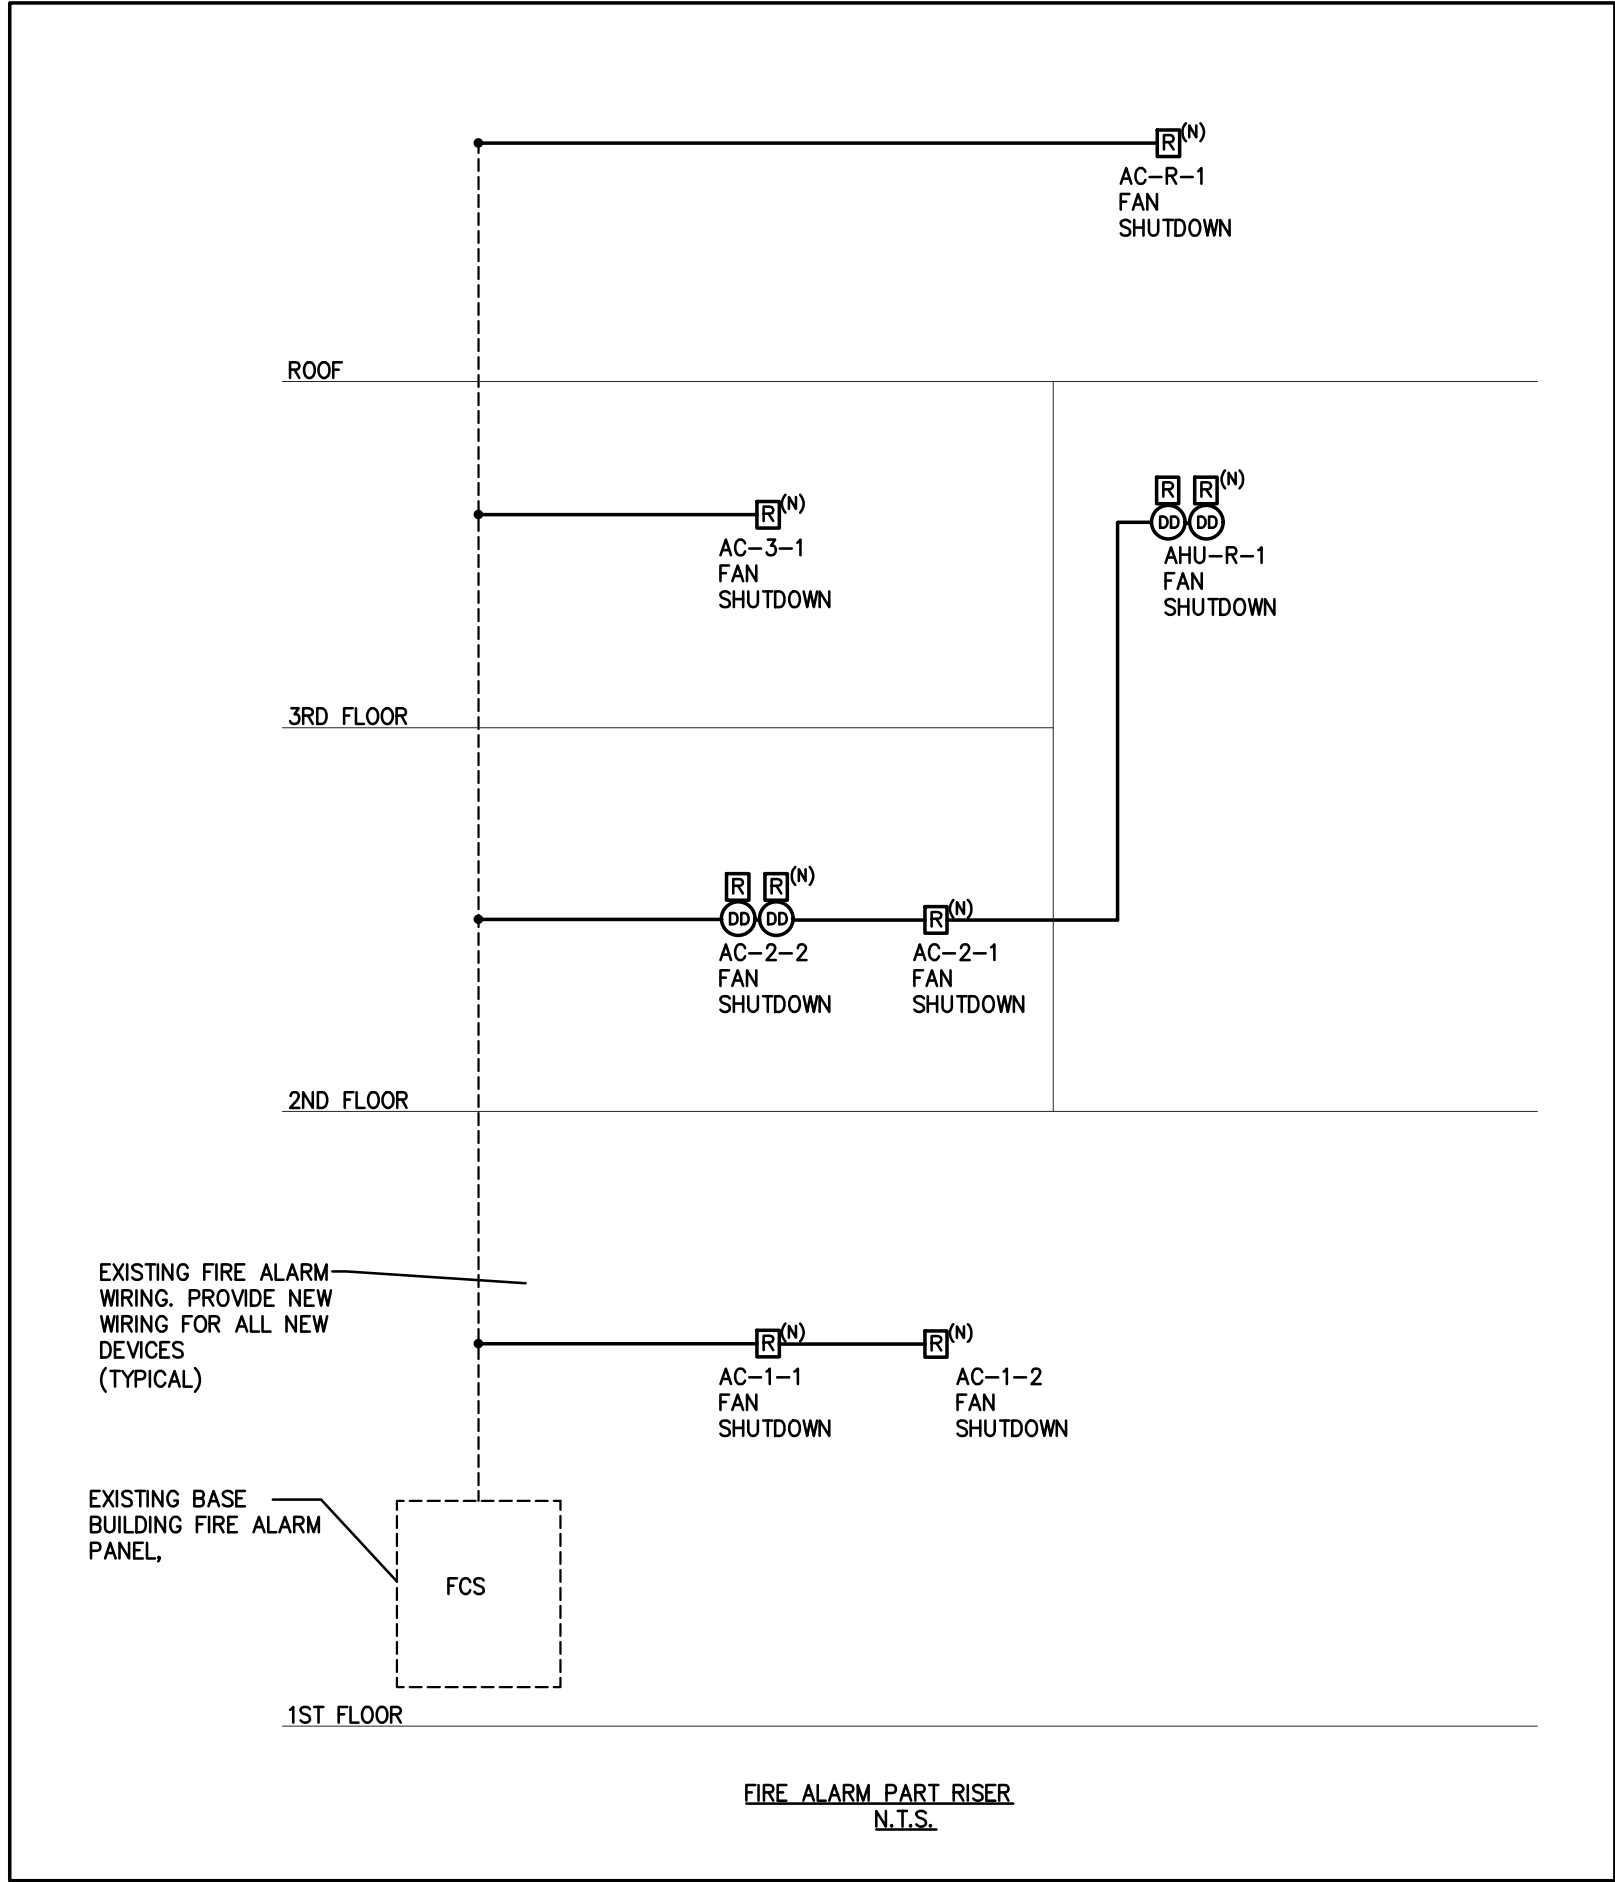 R (N)
AC-R-1
FAN
SHUTDOWN
ROOF
R R (N)
DD DD
AHU-R-1
FAN
SHUTDOWN
R (N)
AC-3-1
FAN
SHUTDOWN
3RD FLOOR
R R (N)
DD DD
AC-2-2
FAN
SHUTDOWN
R (N)
AC-2-1
FAN
SHUTDOWN
2ND FLOOR
EXISTING FIRE ALARM
WIRING. PROVIDE NEW
WIRING FOR ALL NEW
DEVICES
(TYPICAL)
R (N)
AC-1-1
FAN
SHUTDOWN
R (N)
AC-1-2
FAN
SHUTDOWN
EXISTING BASE
BUILDING FIRE ALARM
PANEL,
FCS
1ST FLOOR
FIRE ALARM PART RISER
N.T.S.